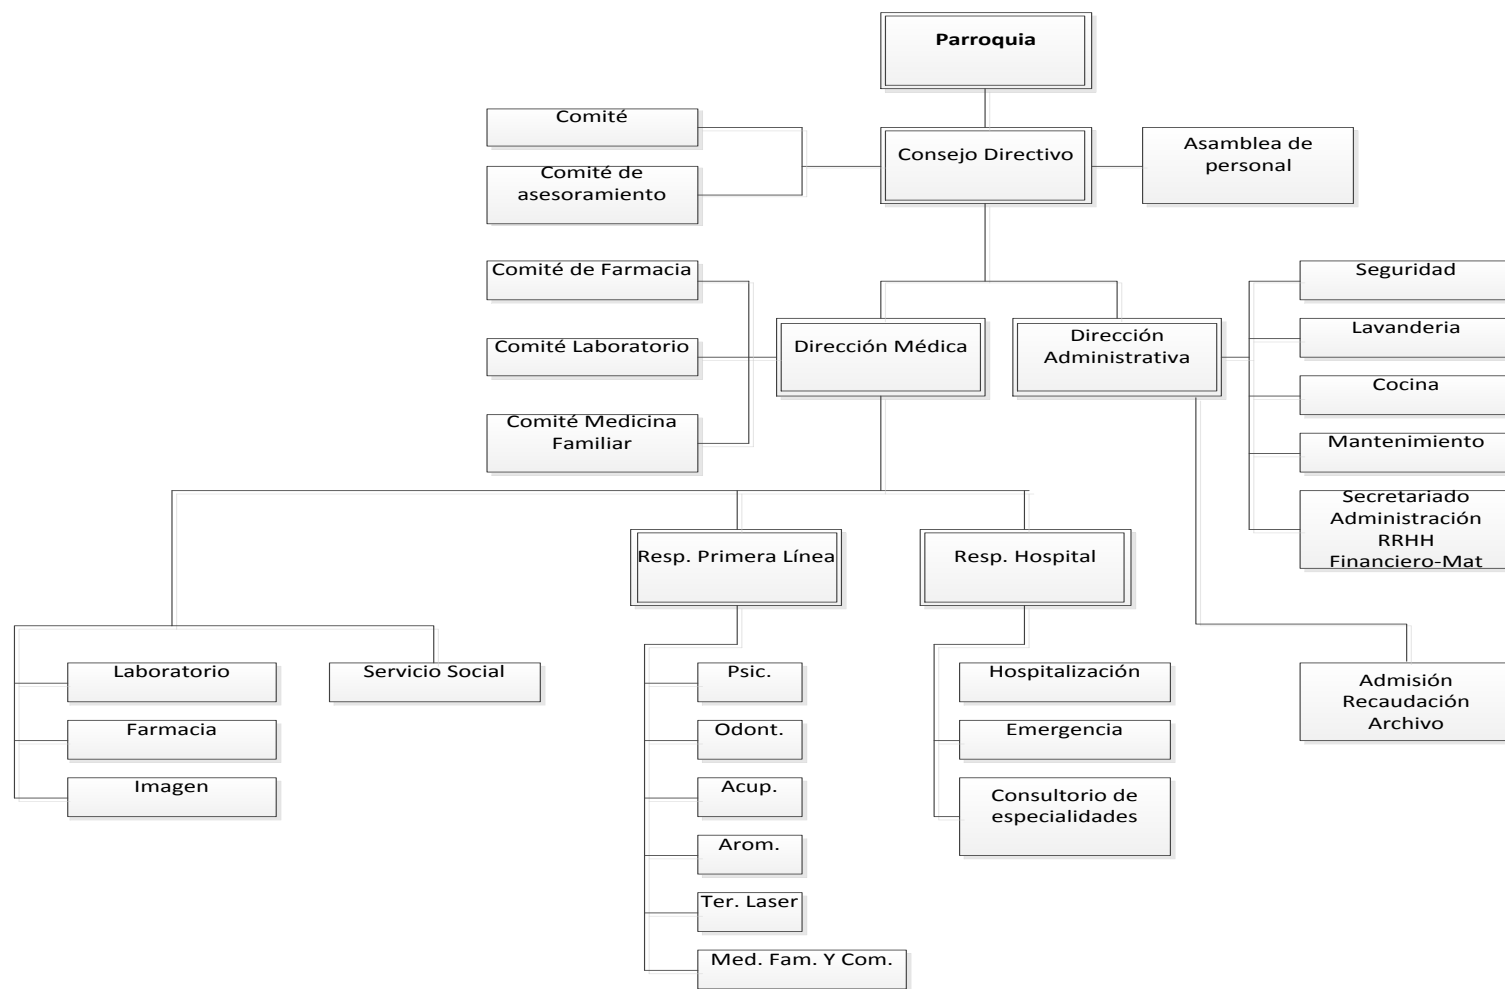 Parroquia
Comité
Consejo Directivo
Asamblea de
personal
Comité de
asesoramiento
Comité de Farmacia
Seguridad
Comité Laboratorio
Dirección Médica
Dirección
Administrativa
Lavanderia
Cocina
Comité Medicina
Familiar
Mantenimiento
Secretariado
Administración
RRHH
Financiero-Mat
Resp. Primera Línea
Resp. Hospital
Laboratorio
Servicio Social
Psic.
Hospitalización
Admisión
Recaudación
Archivo
Farmacia
Odont.
Emergencia
Imagen
Acup.
Consultorio de
especialidades
Arom.
Ter. Laser
Med. Fam. Y Com.